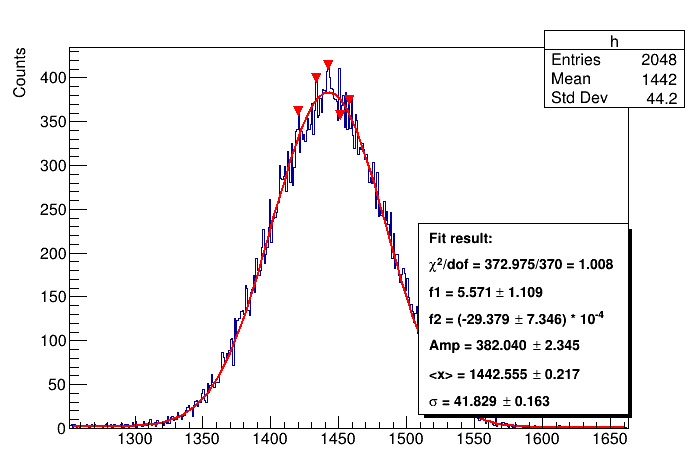 h
Entries 2048
Mean 1442
Std Dev 44.2
Counts
400
350
300
250
200
150
100
50
0
1300 1350 1400 1450 1500 1550 1600 1650
Fit result:
χ²/dof = 372.975/370 = 1.008
f1 = 5.571 ± 1.109
f2 = (-29.379 ± 7.346) * 10⁻⁴
Amp = 382.040 ± 2.345
<x> = 1442.555 ± 0.217
σ = 41.829 ± 0.163